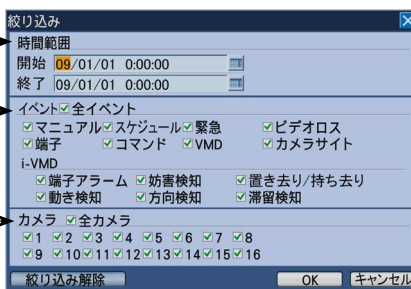 絞り込み
時間範囲
開始 09/01/01 0:00:00
終了 09/01/01 0:00:00
イベント 全イベント
マニュアル スケジュール 緊急 ビデオロス
端子 コマンド VMD カメラサイト
i-VMD
端子アラーム 妨害検知 置き去り/持ち去り
動き検知 方向検知 滞留検知
カメラ 全カメラ
1 2 3 4 5 6 7 8
9 10 11 12 13 14 15 16
絞り込み解除 OK キャンセル